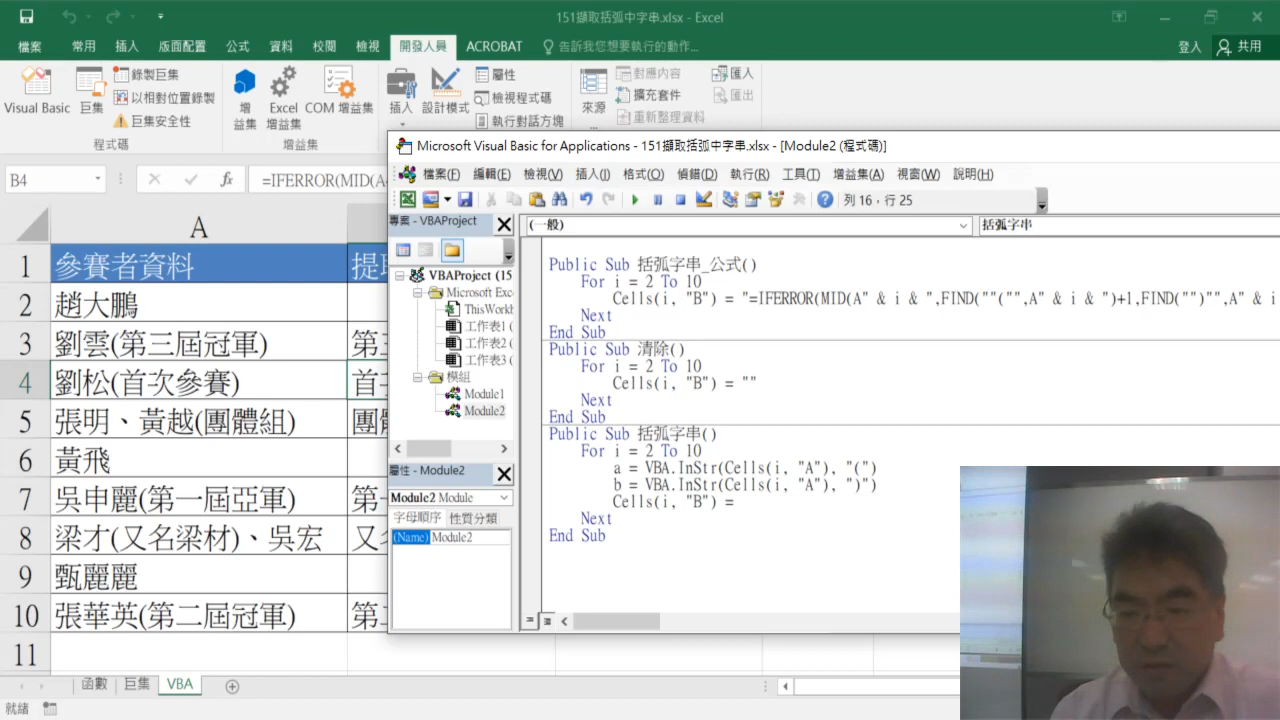 151擷取括弧中字串.xlsx - Excel
檔案 常用 插入 版面配置 公式 資料 校閱 檢視 開發人員 ACROBAT 告訴我您想要執行的動作... 登入 共用
Visual Basic 巨集 錄製巨集 以相對位置錄製 巨集安全性 程式碼
增益集 Excel 增益集 COM 增益集 增益集
插入 設計模式 屬性 檢視程式碼 執行對話方塊
來源 對應內容 擴充套件 重新整理資料 匯入 匯出
B4 fx =IFERROR(MID(A
A
1 參賽者資料
2 趙大鵬
3 劉雲(第三屆冠軍)
4 劉松(首次參賽)
5 張明、黃越(團體組) 團
6 黃飛
7 吳申麗(第一屆亞軍) 第
8 梁才(又名梁材)、吳宏 又
9 甄麗麗
10 張華英(第二屆冠軍) 第
11
函數 巨集 VBA
就緒
Microsoft Visual Basic for Applications - 151擷取括弧中字串.xlsx - [Module2 (程式碼)]
檔案(F) 編輯(E) 檢視(V) 插入(I) 格式(O) 偵錯(D) 執行(R) 工具(T) 增益集(A) 視窗(W) 說明(H)
列 16，行 25
專案 - VBAProject
VBAProject (15
Microsoft Exc
ThisWorkb
工作表1 (
工作表2 (
工作表3 (
模組
Module1
Module2
屬性 - Module2
Module2 Module
字母順序 性質分類
(Name) Module2
(一般) 括弧字串
Public Sub 括弧字串_公式()
For i = 2 To 10
Cells(i, "B") = "=IFERROR(MID(A" & i & ",FIND(""("",A" & i & ")+1,FIND("")"",A" & i
Next
End Sub
Public Sub 清除()
For i = 2 To 10
Cells(i, "B") = ""
Next
End Sub
Public Sub 括弧字串()
For i = 2 To 10
a = VBA.InStr(Cells(i, "A"), "(")
b = VBA.InStr(Cells(i, "A"), ")")
Cells(i, "B") =
Next
End Sub